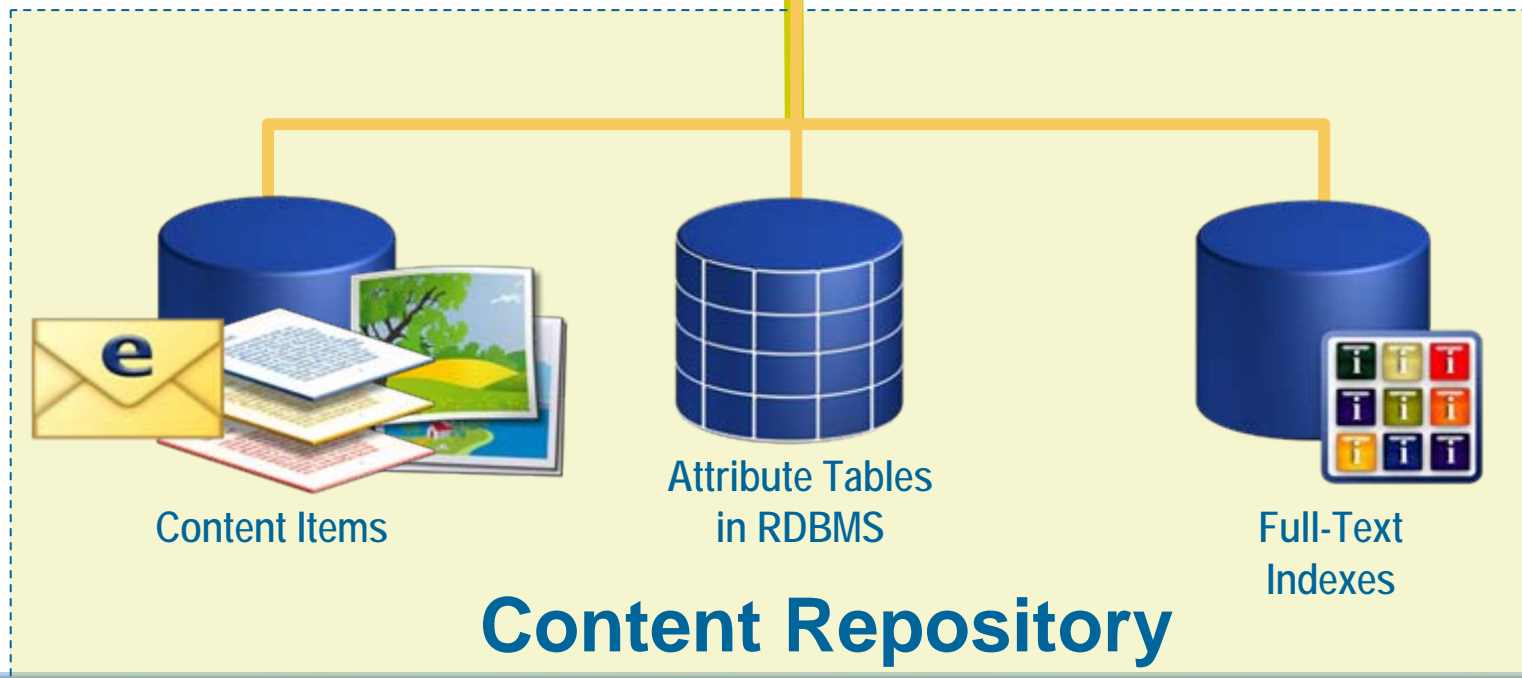 e
i i i
i i i
i i i
Content Items
Attribute Tables
in RDBMS
Full-Text
Indexes
Content Repository